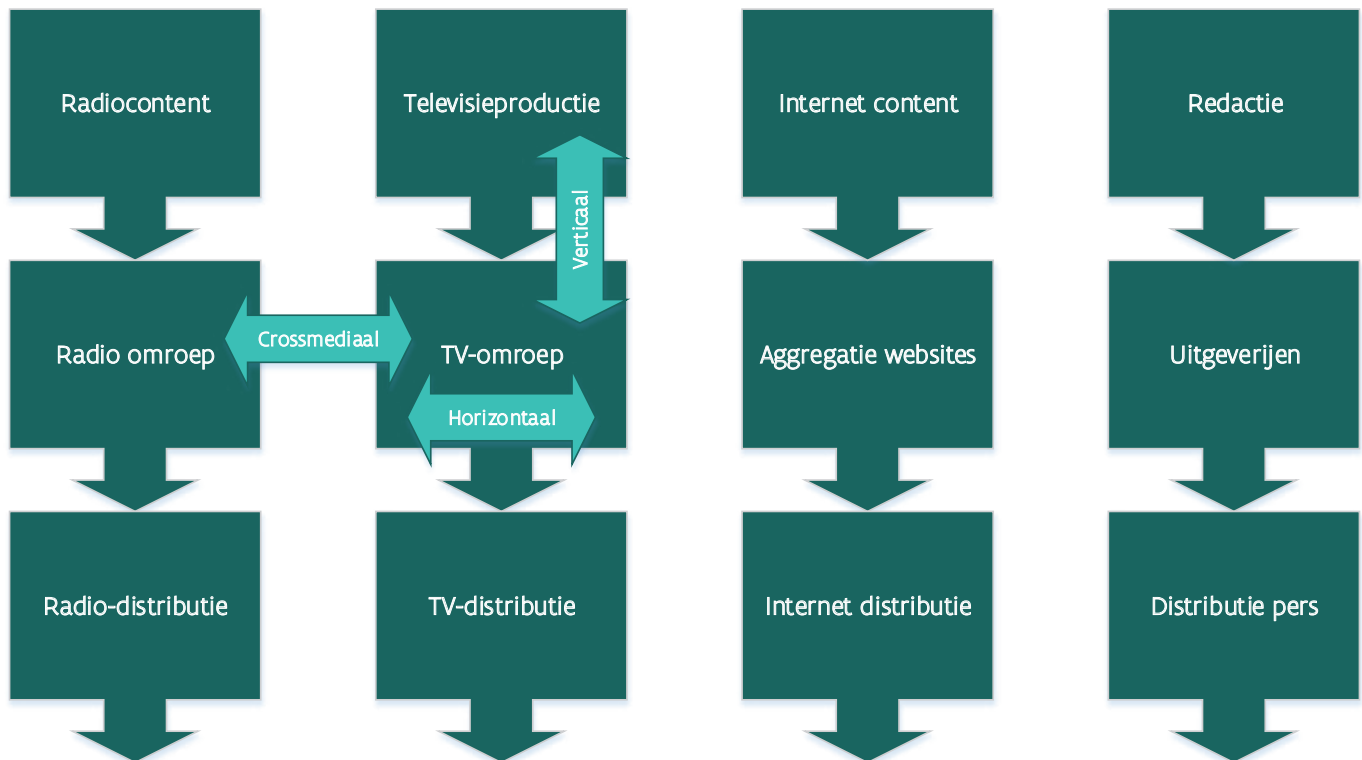 Radiocontent
Televisieproductie
Internet content
Redactie
Verticaal
Radio omroep
Crossmediaal
TV-omroep
Aggregatie websites
Uitgeverijen
Horizontaal
Radio-distributie
TV-distributie
Internet distributie
Distributie pers